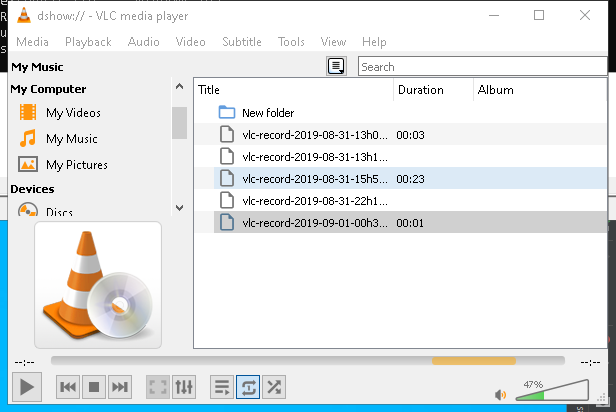 dshow:// - VLC media player
Media Playback Audio Video Subtitle Tools View Help
My Music
Search
My Computer
My Videos
My Music
My Pictures
Devices
Discs
Title Duration Album
New folder
vlc-record-2019-08-31-13h0... 00:03
vlc-record-2019-08-31-13h1...
vlc-record-2019-08-31-15h5... 00:23
vlc-record-2019-08-31-22h1...
vlc-record-2019-09-01-00h3... 00:01
--:-- --:--
47%